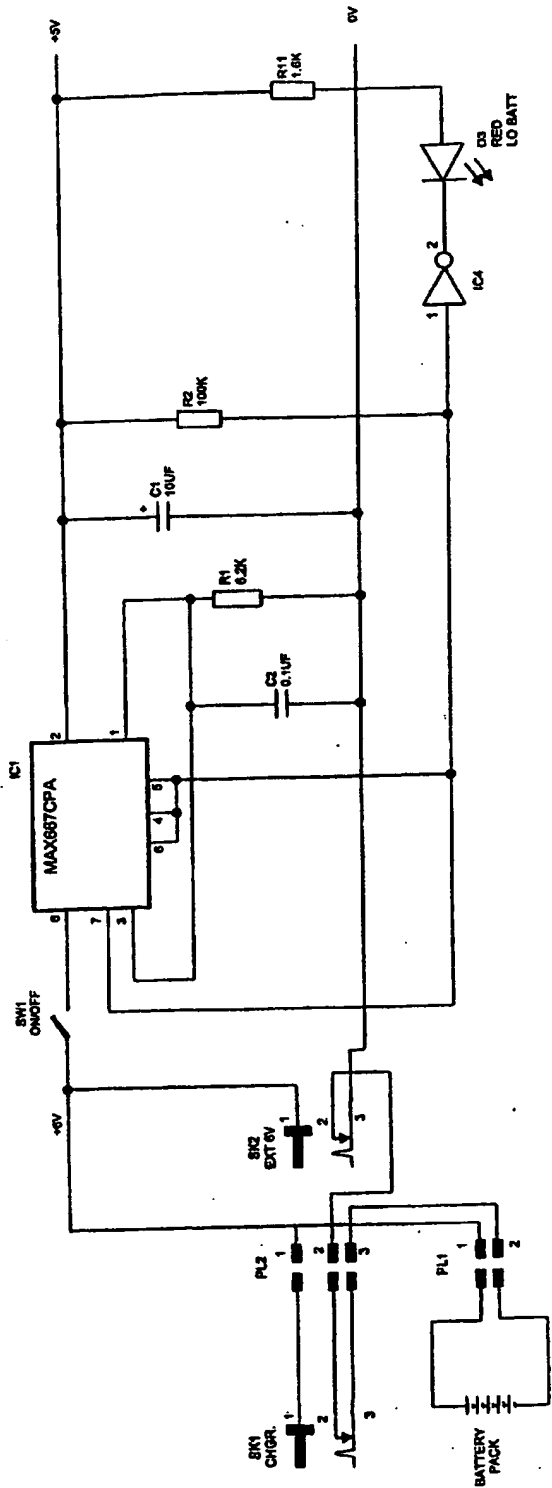 SW1
ON/OFF
IC1
MAX667CPA
8
7
3
2
1
6 4 5
+5V
+6V
C1
10UF
+
R2
100K
R11
1.6K
R1
6.2K
C2
0.1UF
0V
SK1
CHGR.
1
2
3
PL2
1
2
3
SK2
EXT 6V
1
2
3
D3
RED
LO BATT
IC4
1
2
PL1
1
2
BATTERY
PACK